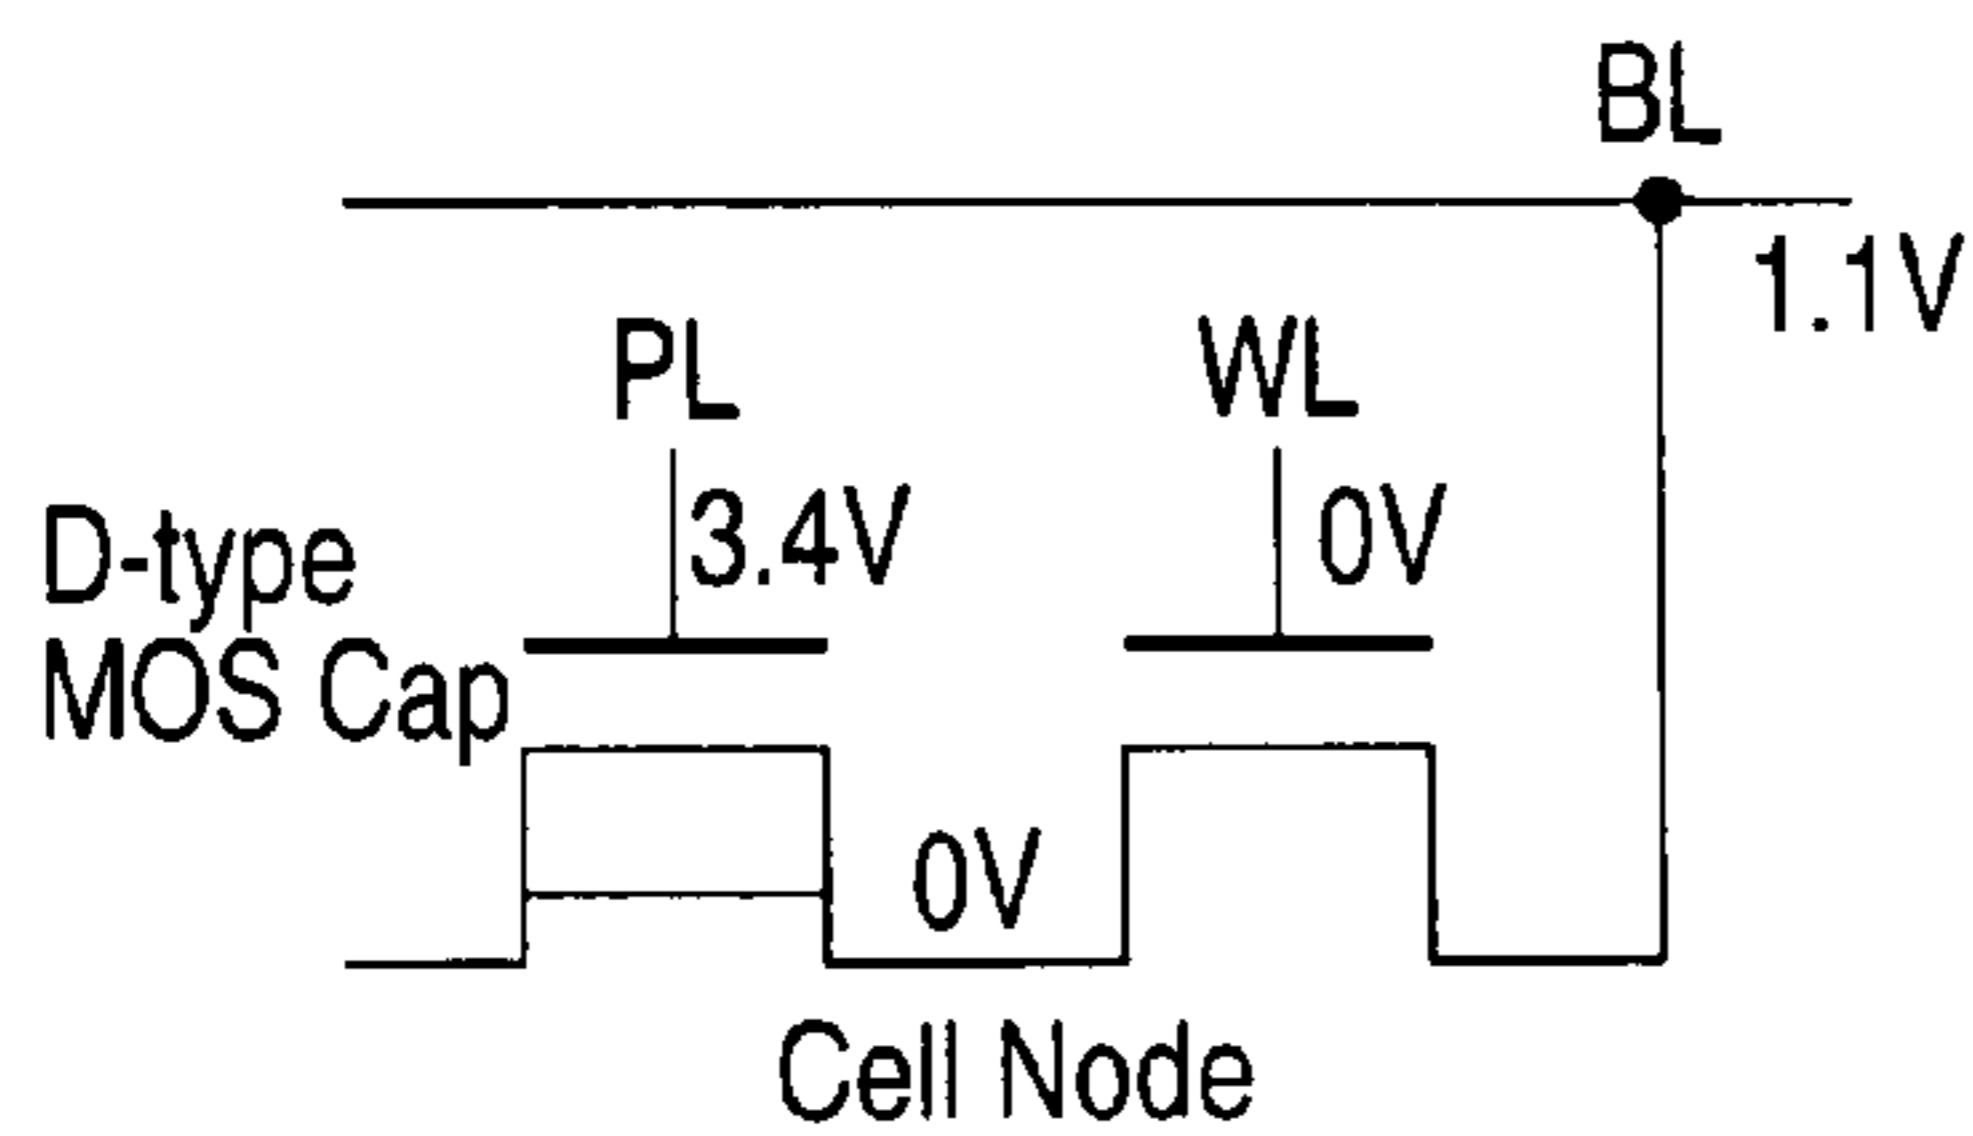 BL
1.1V
PL
WL
3.4V
0V
D-type
MOS Cap
0V
Cell Node